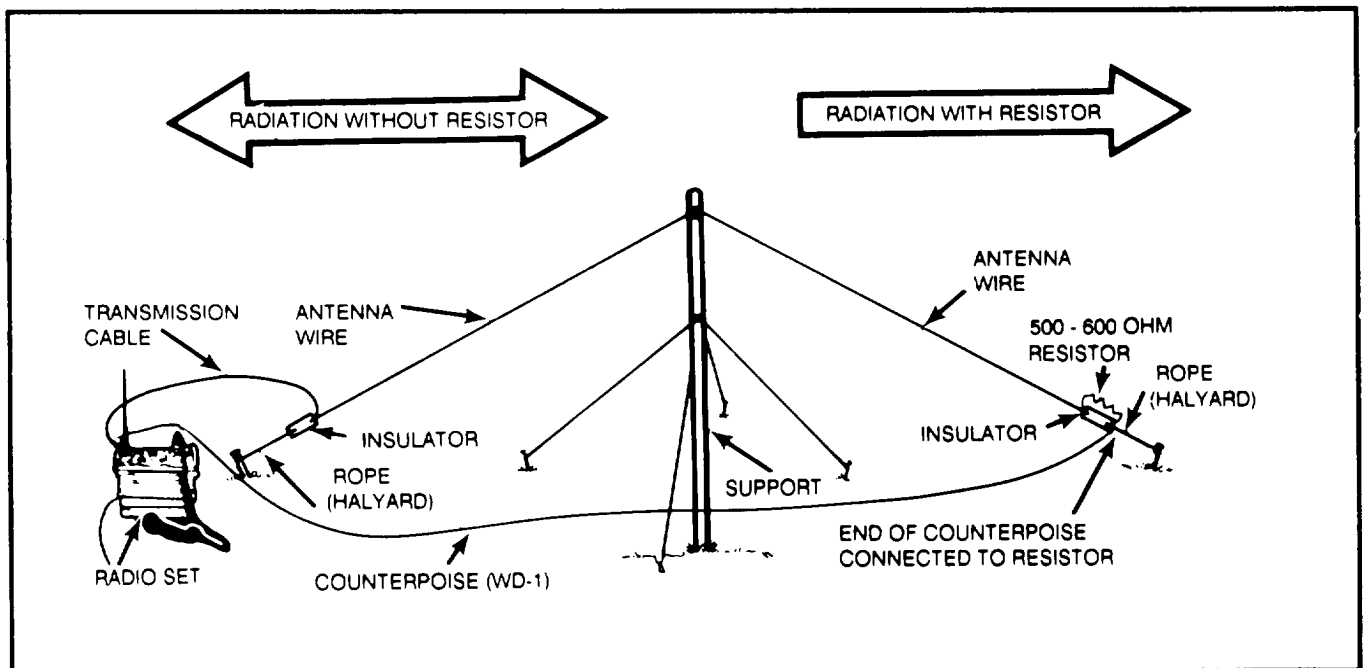 RADIATION WITHOUT RESISTOR
RADIATION WITH RESISTOR
ANTENNA
WIRE
TRANSMISSION
CABLE
ANTENNA
WIRE
500 - 600 OHM
RESISTOR
ROPE
(HALYARD)
INSULATOR
INSULATOR
ROPE
(HALYARD)
SUPPORT
END OF COUNTERPOISE
CONNECTED TO RESISTOR
RADIO SET
COUNTERPOISE (WD-1)